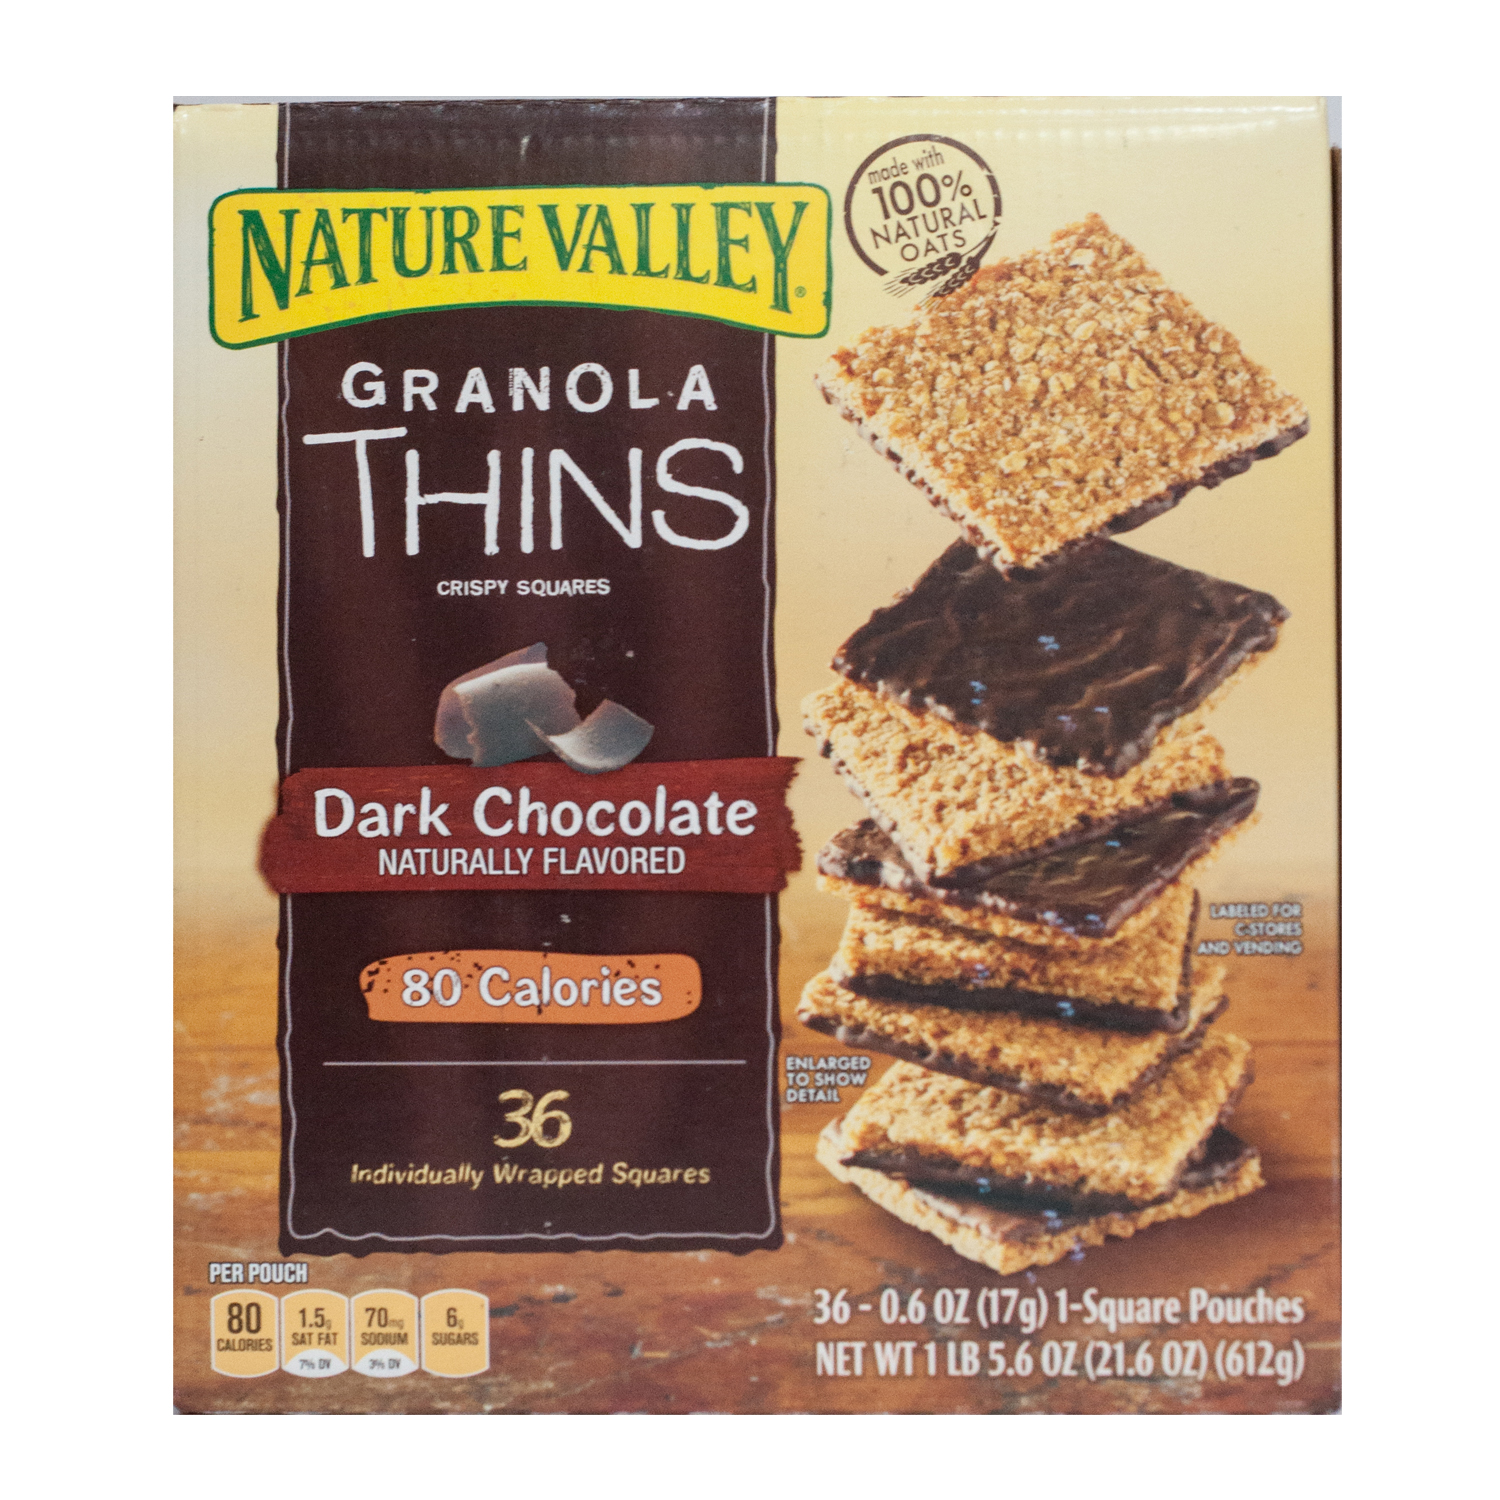 made with
100%
NATURAL
OATS
NATURE VALLEY®
GRANOLA
THINS
CRISPY SQUARES
Dark Chocolate
NATURALLY FLAVORED
80 Calories
36
Individually Wrapped Squares
LABELED FOR
C-STORES
AND VENDING
ENLARGED
TO SHOW
DETAIL
PER POUCH
80
CALORIES
1.5g
SAT FAT
7% DV
70mg
SODIUM
3% DV
6g
SUGARS
36 - 0.6 OZ (17g) 1-Square Pouches
NET WT 1 LB 5.6 OZ (21.6 OZ) (612g)